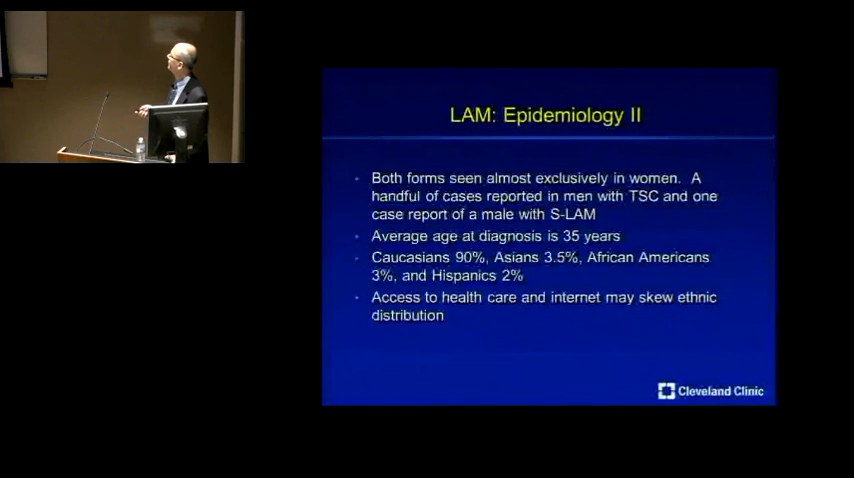 LAM: Epidemiology II
Both forms seen almost exclusively in women. A
handful of cases reported in men with TSC and one
case report of a male with S-LAM
Average age at diagnosis is 35 years
Caucasians 90%, Asians 3.5%, African Americans
3%, and Hispanics 2%
Access to health care and internet may skew ethnic
distribution
Cleveland Clinic